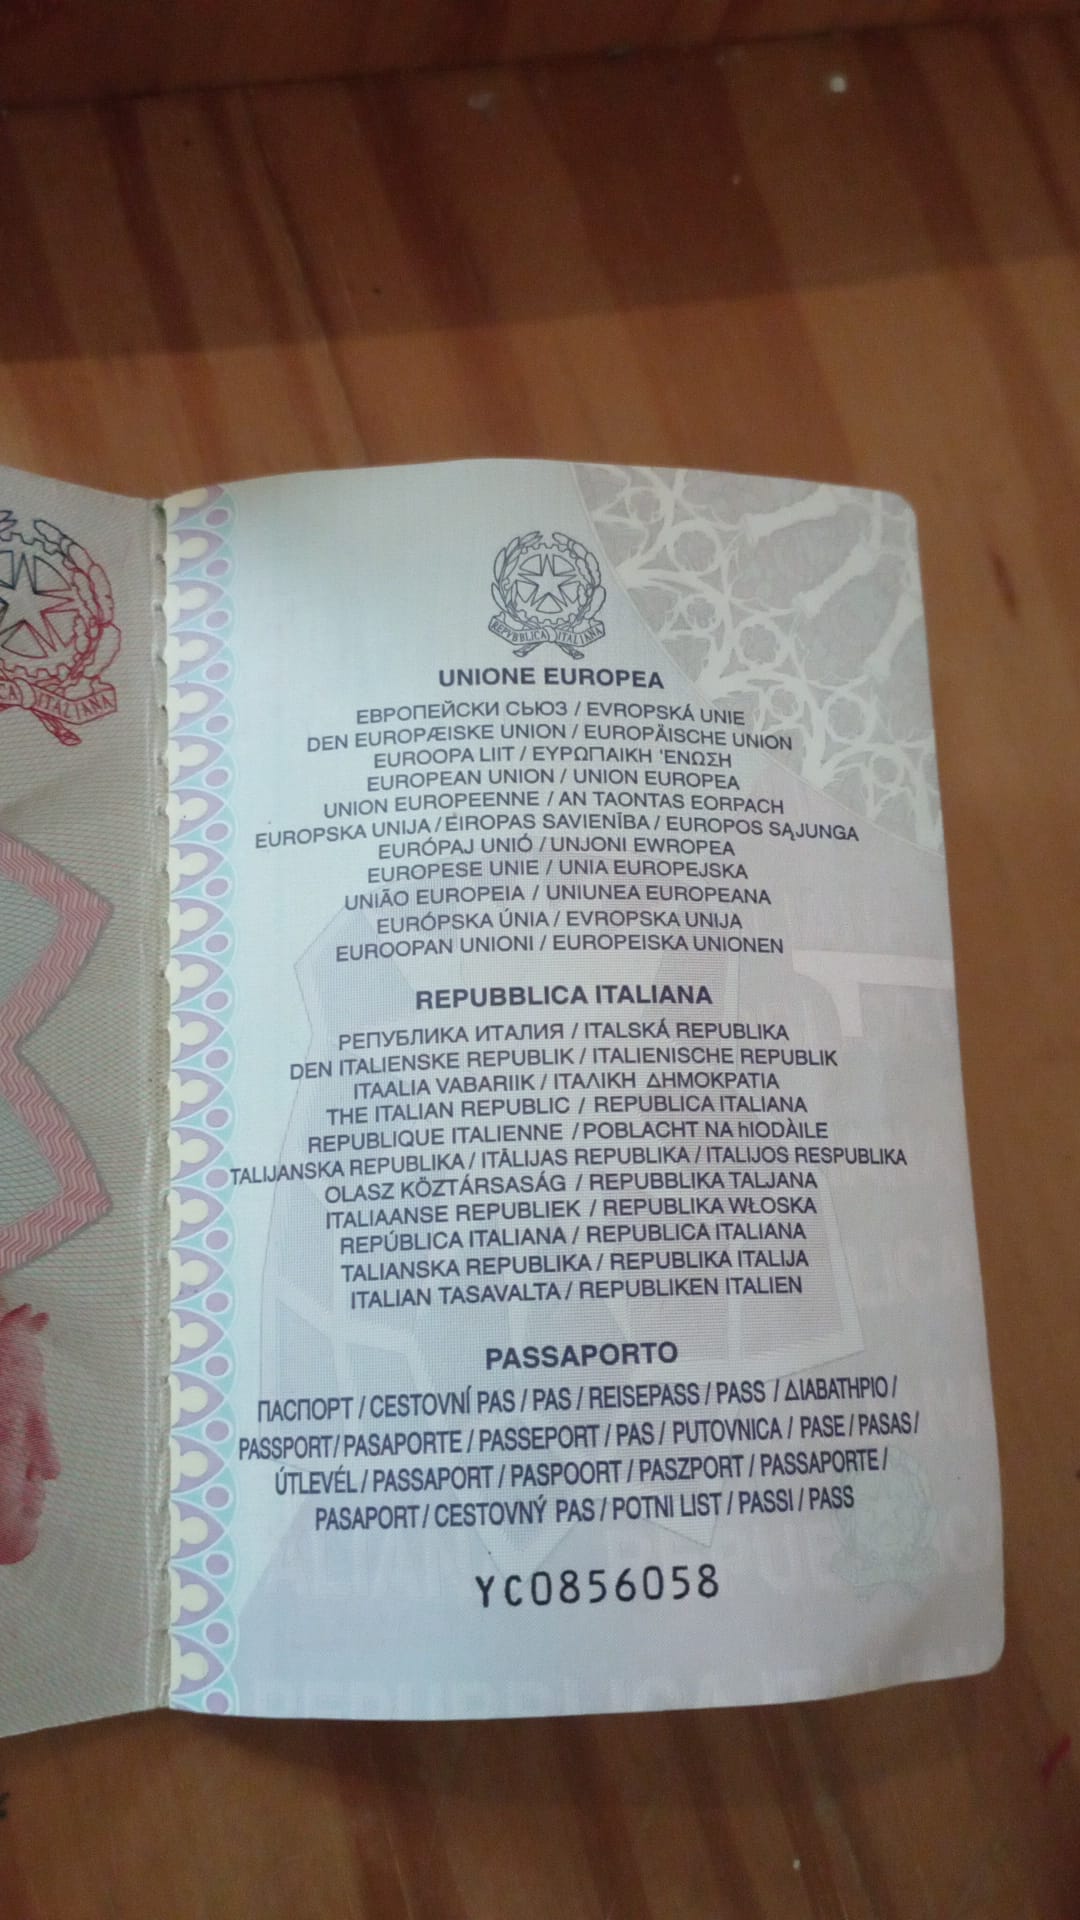 CA ITALIANA
REPVBBLICA ITALIANA
UNIONE EUROPEA
ЕВРОПЕЙСКИ СЬЮЗ / EVROPSKÁ UNIE
DEN EUROPÆISKE UNION / EUROPÄISCHE UNION
EUROOPA LIIT / ΕΥΡΩΠΑΙΚΗ ΈΝΩΣΗ
EUROPEAN UNION / UNION EUROPEA
UNION EUROPEENNE / AN TAONTAS EORPACH
EUROPSKA UNIJA / EIROPAS SAVIENĪBA / EUROPOS SĄJUNGA
EURÓPAJ UNIÓ / UNJONI EWROPEA
EUROPESE UNIE / UNIA EUROPEJSKA
UNIÃO EUROPEIA / UNIUNEA EUROPEANA
EURÓPSKA ÚNIA / EVROPSKA UNIJA
EUROOPAN UNIONI / EUROPEISKA UNIONEN
REPUBBLICA ITALIANA
РЕПУБЛИКА ИТАЛИЯ / ITALSKÁ REPUBLIKA
DEN ITALIENSKE REPUBLIK / ITALIENISCHE REPUBLIK
ITAALIA VABARIIK / ΙΤΑΛΙΚΗ ΔΗΜΟΚΡΑΤΙΑ
THE ITALIAN REPUBLIC / REPUBLICA ITALIANA
REPUBLIQUE ITALIENNE / POBLACHT NA hIODÀILE
TALIJANSKA REPUBLIKA / ITĀLIJAS REPUBLIKA / ITALIJOS RESPUBLIKA
OLASZ KÖZTÁRSASÁG / REPUBBLIKA TALJANA
ITALIAANSE REPUBLIEK / REPUBLIKA WŁOSKA
REPÚBLICA ITALIANA / REPUBLICA ITALIANA
TALIANSKA REPUBLIKA / REPUBLIKA ITALIJA
ITALIAN TASAVALTA / REPUBLIKEN ITALIEN
PASSAPORTO
ПАСПОРТ / CESTOVNÍ PAS / PAS / REISEPASS / PASS / ΔΙΑΒΑΤΗΡΙΟ /
PASSPORT / PASAPORTE / PASSEPORT / PAS / PUTOVNICA / PASE / PASAS /
ÚTLEVÉL / PASSAPORT / PASPOORT / PASZPORT / PASSAPORTE /
PASAPORT / CESTOVNÝ PAS / POTNI LIST / PASSI / PASS
YC0856058